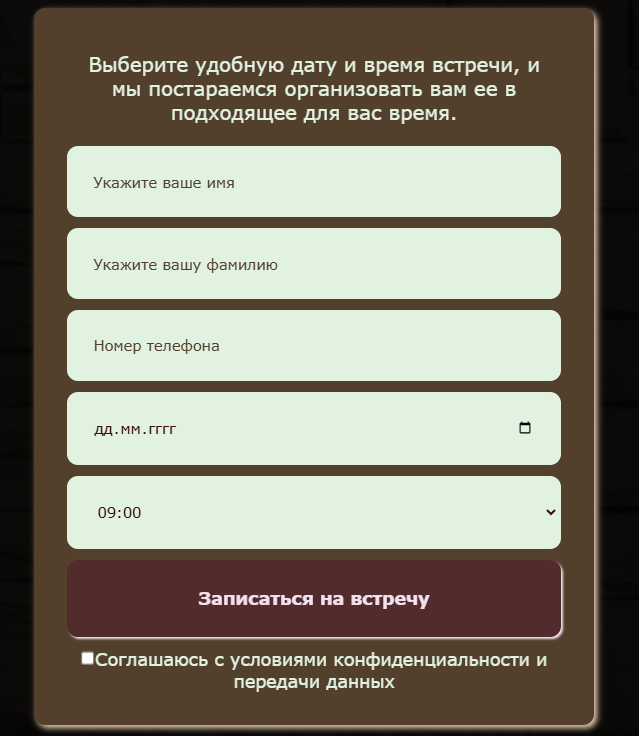 Выберите удобную дату и время встречи, и
мы постараемся организовать вам ее в
подходящее для вас время.
Укажите ваше имя
Укажите вашу фамилию
Номер телефона
дд.мм.гггг
09:00
Записаться на встречу
Соглашаюсь с условиями конфиденциальности и
передачи данных